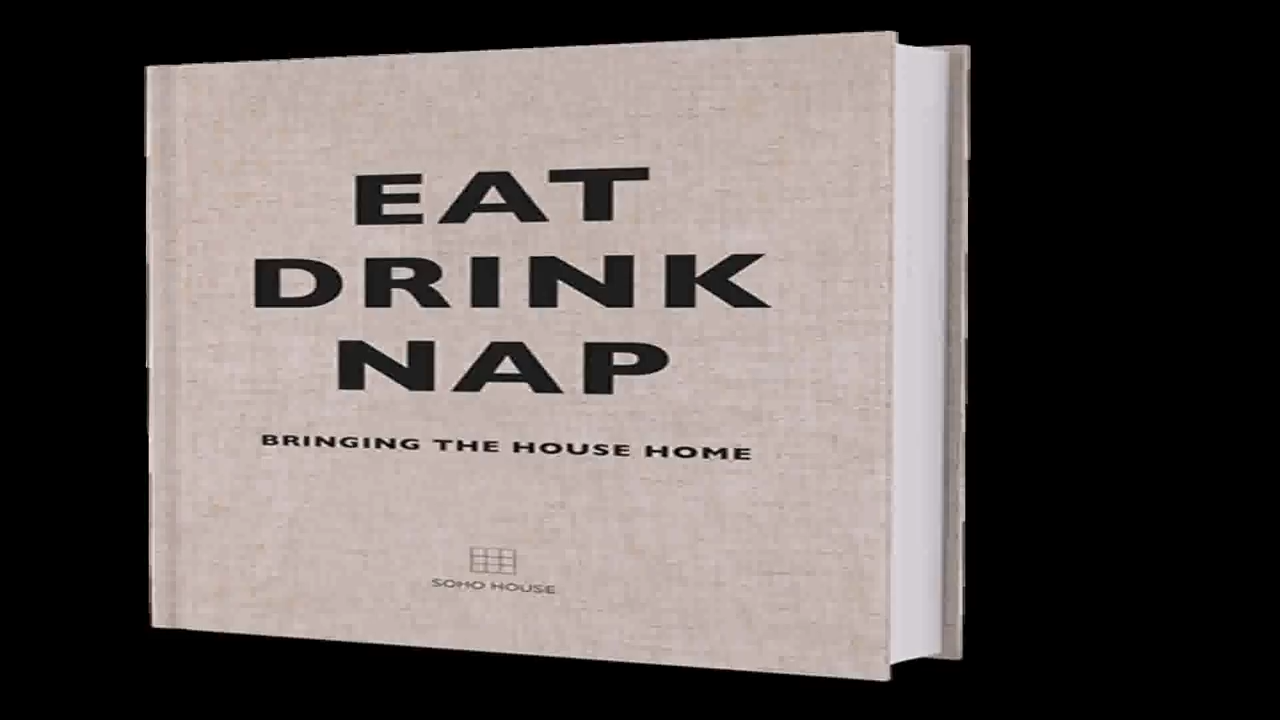 EAT
DRINK
NAP
BRINGING THE HOUSE HOME
SOHO HOUSE